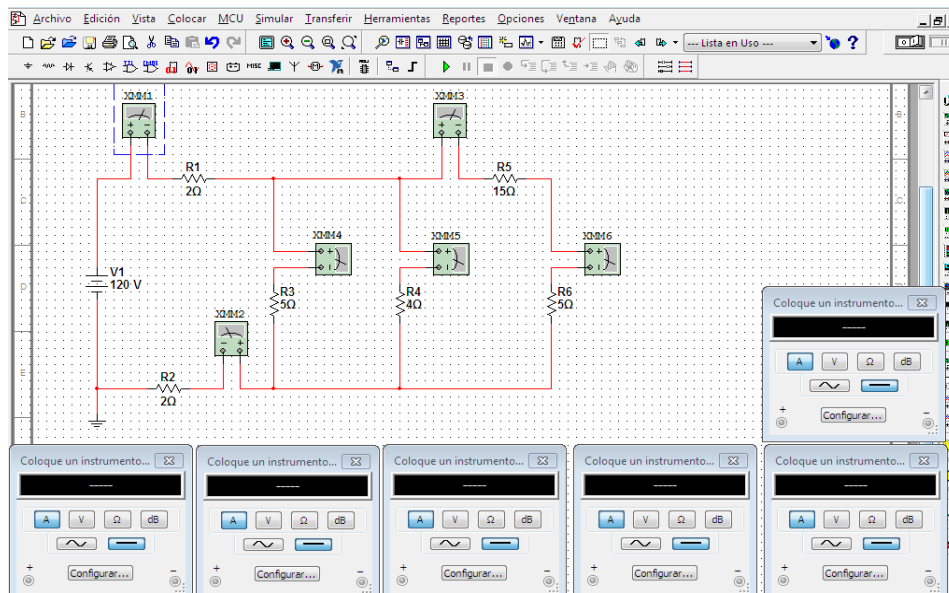 Archivo Edición Vista Colocar MCU Simular Transferir Herramientas Reportes Opciones Ventana Ayuda
--- Lista en Uso ---
MISC
B
B
C
C
D
D
E
XMM1
XMM3
R1
2Ω
R5
15Ω
XMM4
XMM5
XMM6
V1
120 V
R3
5Ω
R4
4Ω
R6
5Ω
XMM2
R2
2Ω
Coloque un instrumento...
-----
A V Ω dB
+ Configurar... -
Coloque un instrumento...
-----
A V Ω dB
+ Configurar... -
Coloque un instrumento...
-----
A V Ω dB
+ Configurar... -
Coloque un instrumento...
-----
A V Ω dB
+ Configurar... -
Coloque un instrumento...
-----
A V Ω dB
+ Configurar... -
Coloque un instrumento...
-----
A V Ω dB
+ Configurar... -